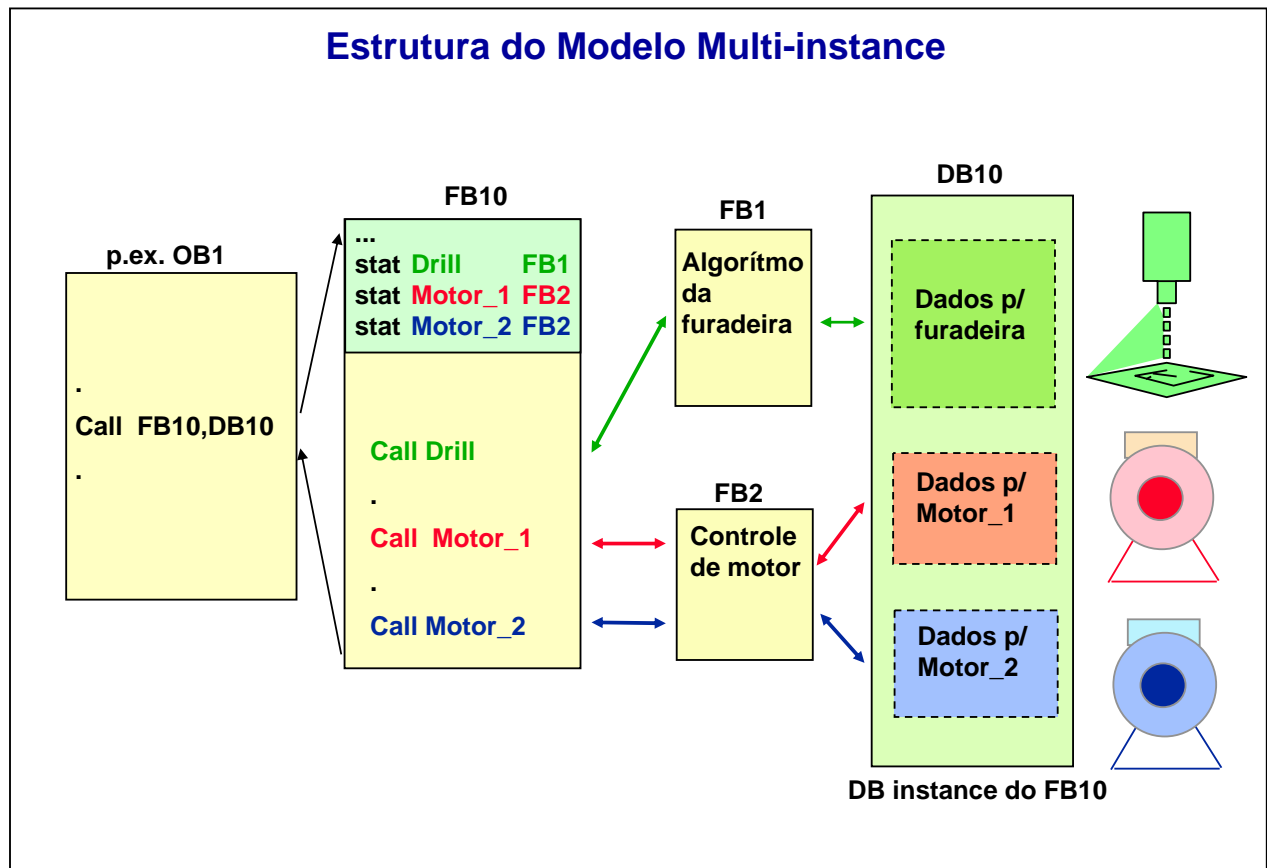 Estrutura do Modelo Multi-instance
p.ex. OB1
.
Call FB10,DB10
.
FB10
...
stat Drill FB1
stat Motor_1 FB2
stat Motor_2 FB2
Call Drill
.
Call Motor_1
.
Call Motor_2
FB1
Algorítmo
da
furadeira
FB2
Controle
de motor
DB10
Dados p/
furadeira
Dados p/
Motor_1
Dados p/
Motor_2
DB instance do FB10